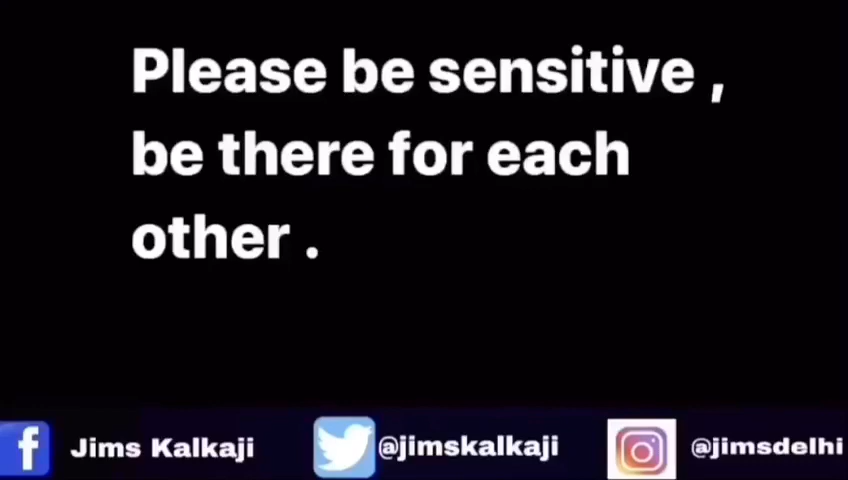 Please be sensitive ,
be there for each
other .
Jims Kalkaji @jimskalkaji @jimsdelhi